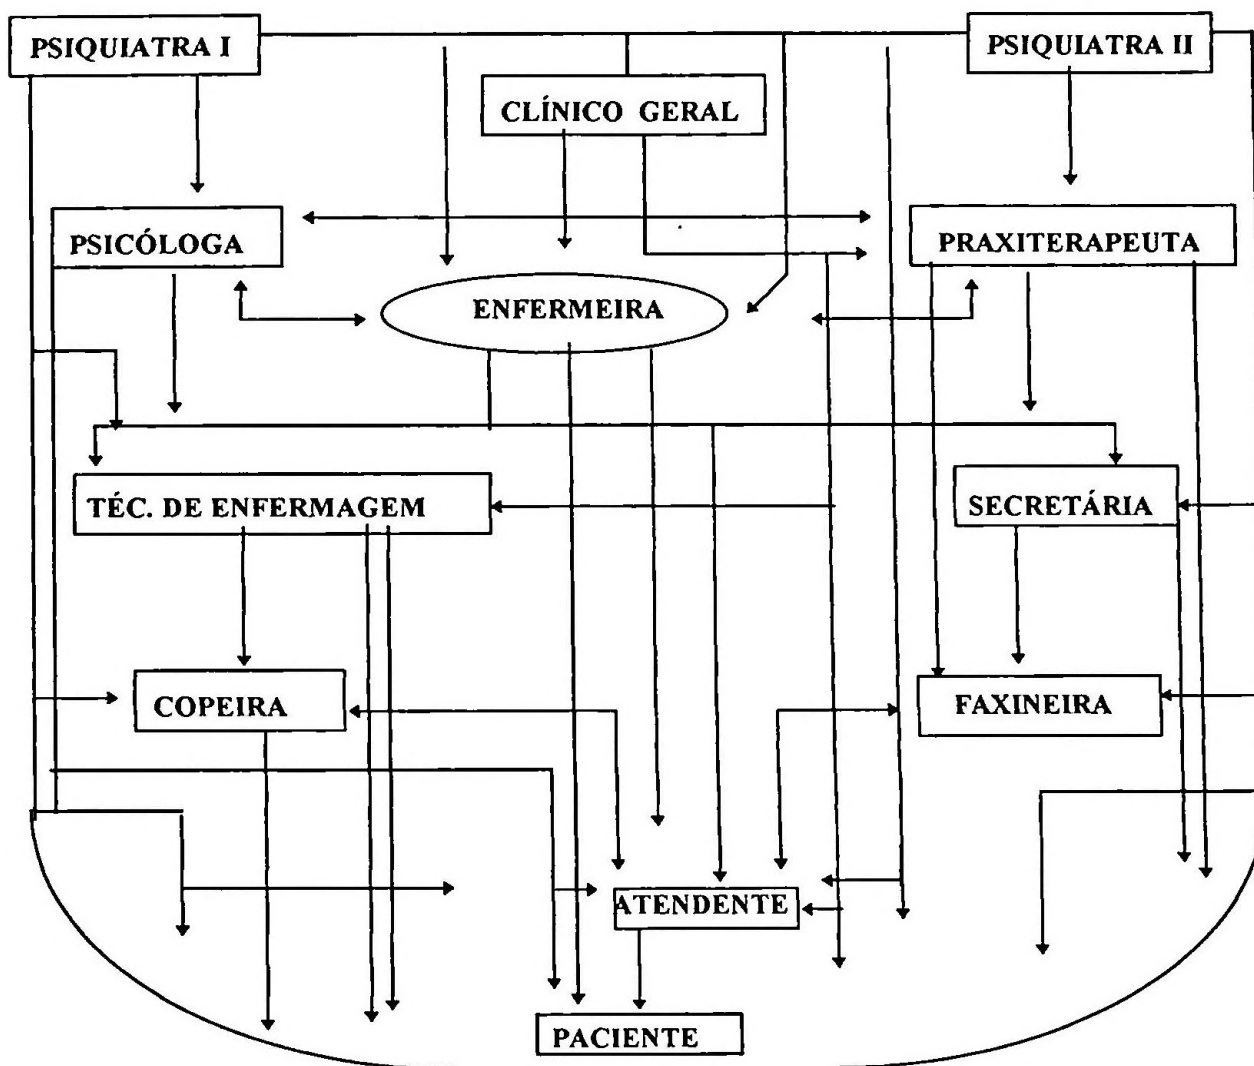 PSIQUIATRA I
PSIQUIATRA II
CLÍNICO GERAL
PSICÓLOGA
PRAXITERAPEUTA
ENFERMEIRA
TÉC. DE ENFERMAGEM
SECRETÁRIA
COPEIRA
FAXINEIRA
ATENDENTE
PACIENTE